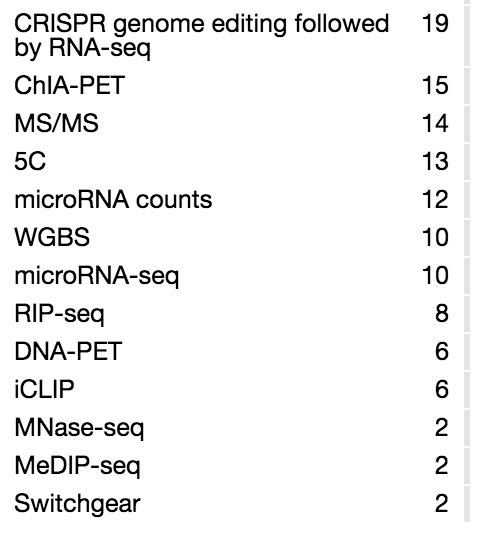 CRISPR genome editing followed 19
by RNA-seq
ChIA-PET 15
MS/MS 14
5C 13
microRNA counts 12
WGBS 10
microRNA-seq 10
RIP-seq 8
DNA-PET 6
iCLIP 6
MNase-seq 2
MeDIP-seq 2
Switchgear 2